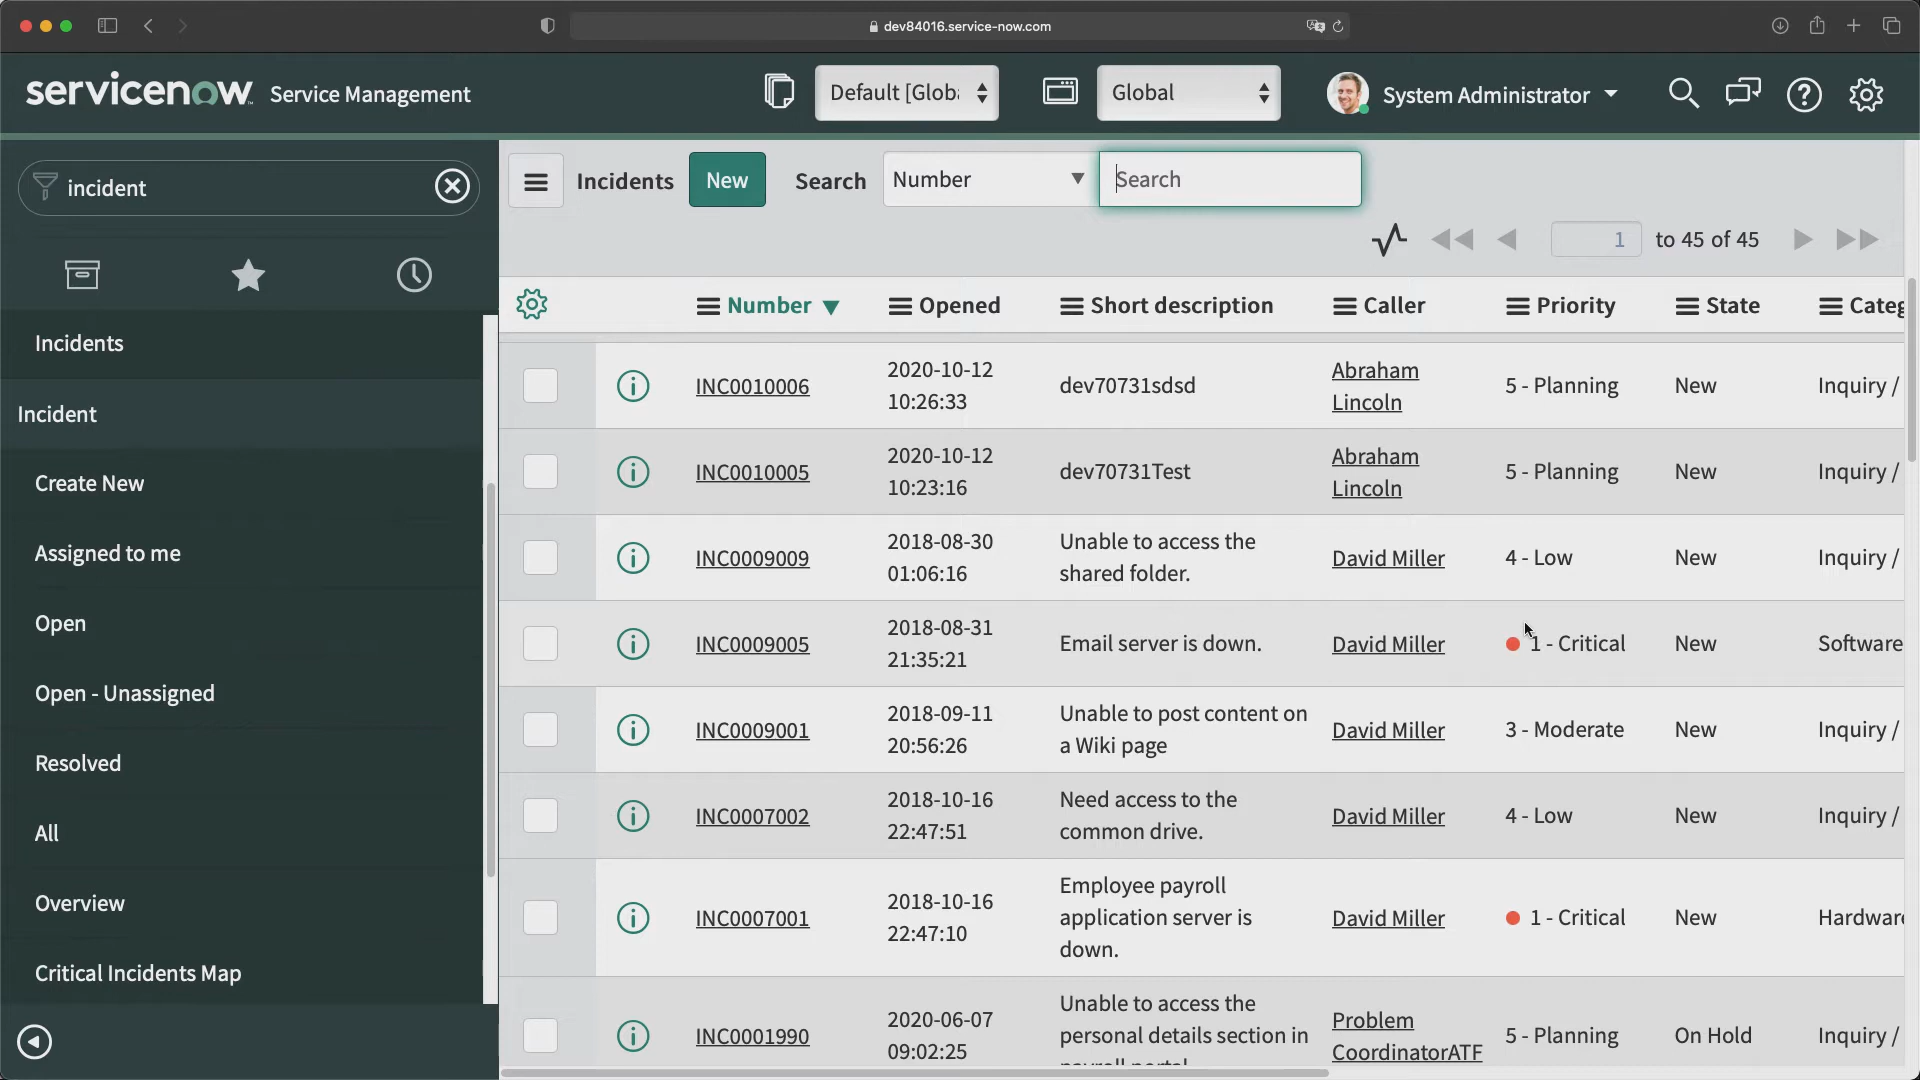 dev84016.service-now.com
servicenow Service Management
Default [Globa
Global
System Administrator
incident
Incidents
New
Search
Number
Search
1 to 45 of 45
Incidents
Incident
Create New
Assigned to me
Open
Open - Unassigned
Resolved
All
Overview
Critical Incidents Map
Number Opened Short description Caller Priority State Categ
INC0010006
2020-10-12
10:26:33
dev70731sdsd
Abraham
Lincoln
5 - Planning
New
Inquiry /
INC0010005
2020-10-12
10:23:16
dev70731Test
Abraham
Lincoln
5 - Planning
New
Inquiry /
INC0009009
2018-08-30
01:06:16
Unable to access the
shared folder.
David Miller
4 - Low
New
Inquiry /
INC0009005
2018-08-31
21:35:21
Email server is down.
David Miller
1 - Critical
New
Software
INC0009001
2018-09-11
20:56:26
Unable to post content on
a Wiki page
David Miller
3 - Moderate
New
Inquiry /
INC0007002
2018-10-16
22:47:51
Need access to the
common drive.
David Miller
4 - Low
New
Inquiry /
INC0007001
2018-10-16
22:47:10
Employee payroll
application server is
down.
David Miller
1 - Critical
New
Hardware
INC0001990
2020-06-07
09:02:25
Unable to access the
personal details section in
payroll portal
Problem
CoordinatorATF
5 - Planning
On Hold
Inquiry /